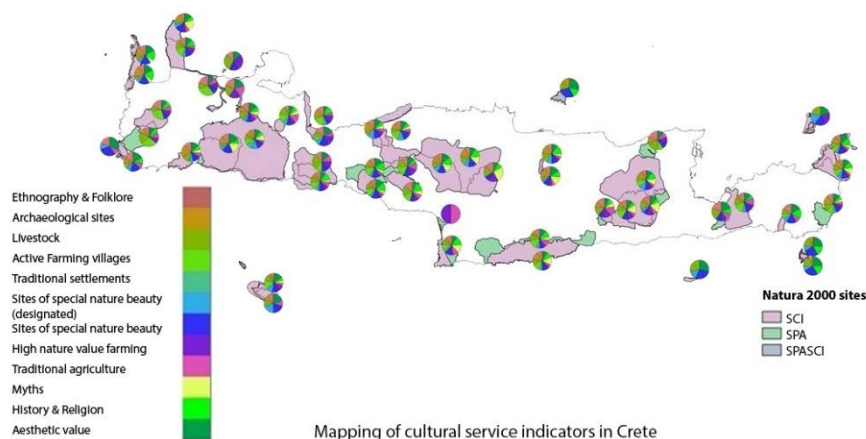 Ethnography & Folklore
Archaeological sites
Livestock
Active Farming villages
Traditional settlements
Sites of special nature beauty
(designated)
Sites of special nature beauty
High nature value farming
Traditional agriculture
Myths
History & Religion
Aesthetic value
Natura 2000 sites
SCI
SPA
SPASCI
Mapping of cultural service indicators in Crete